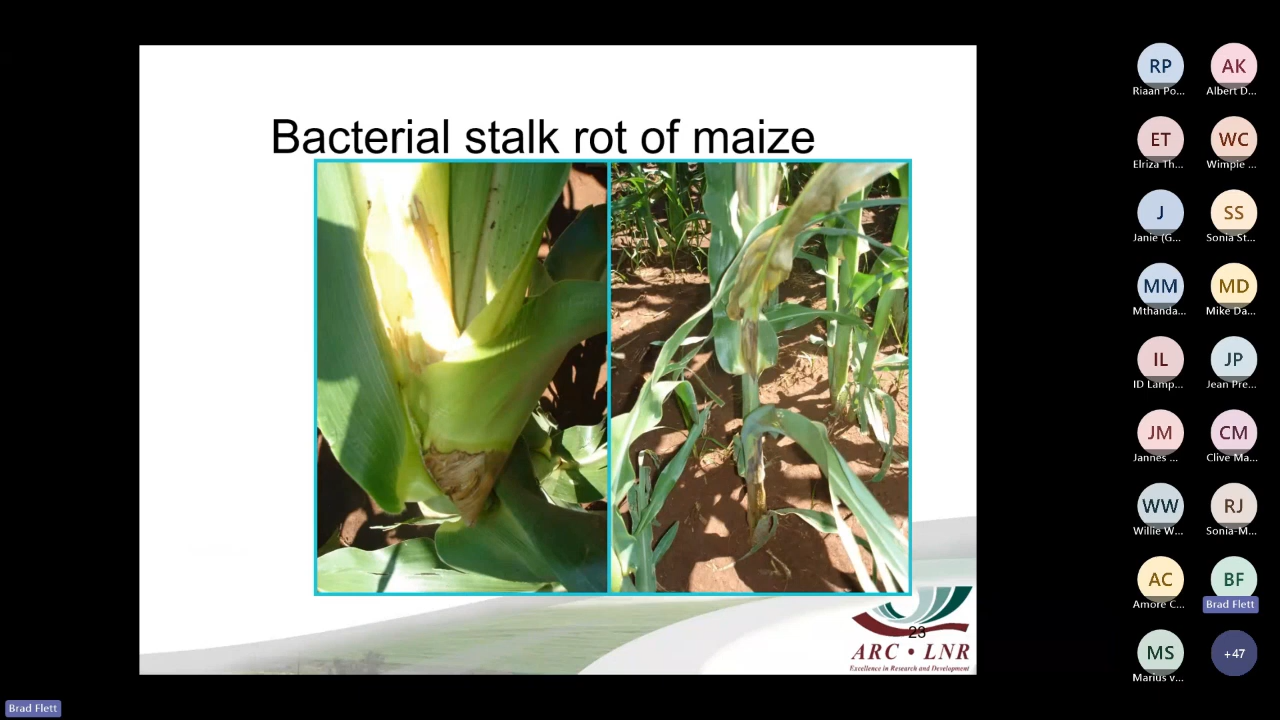 Bacterial stalk rot of maize
23
ARC • LNR
Excellence in Research and Development
RP
Riaan Po...
AK
Albert D...
ET
Elriza Th...
WC
Wimpie ...
J
Janie (G...
SS
Sonia St...
MM
Mthanda...
MD
Mike Da...
IL
ID Lamp...
JP
Jean Pre...
JM
Jannes ...
CM
Clive Ma...
WW
Willie W...
RJ
Sonia-M...
AC
Amore C...
BF
Brad Flett
MS
Marius v...
+47
Brad Flett